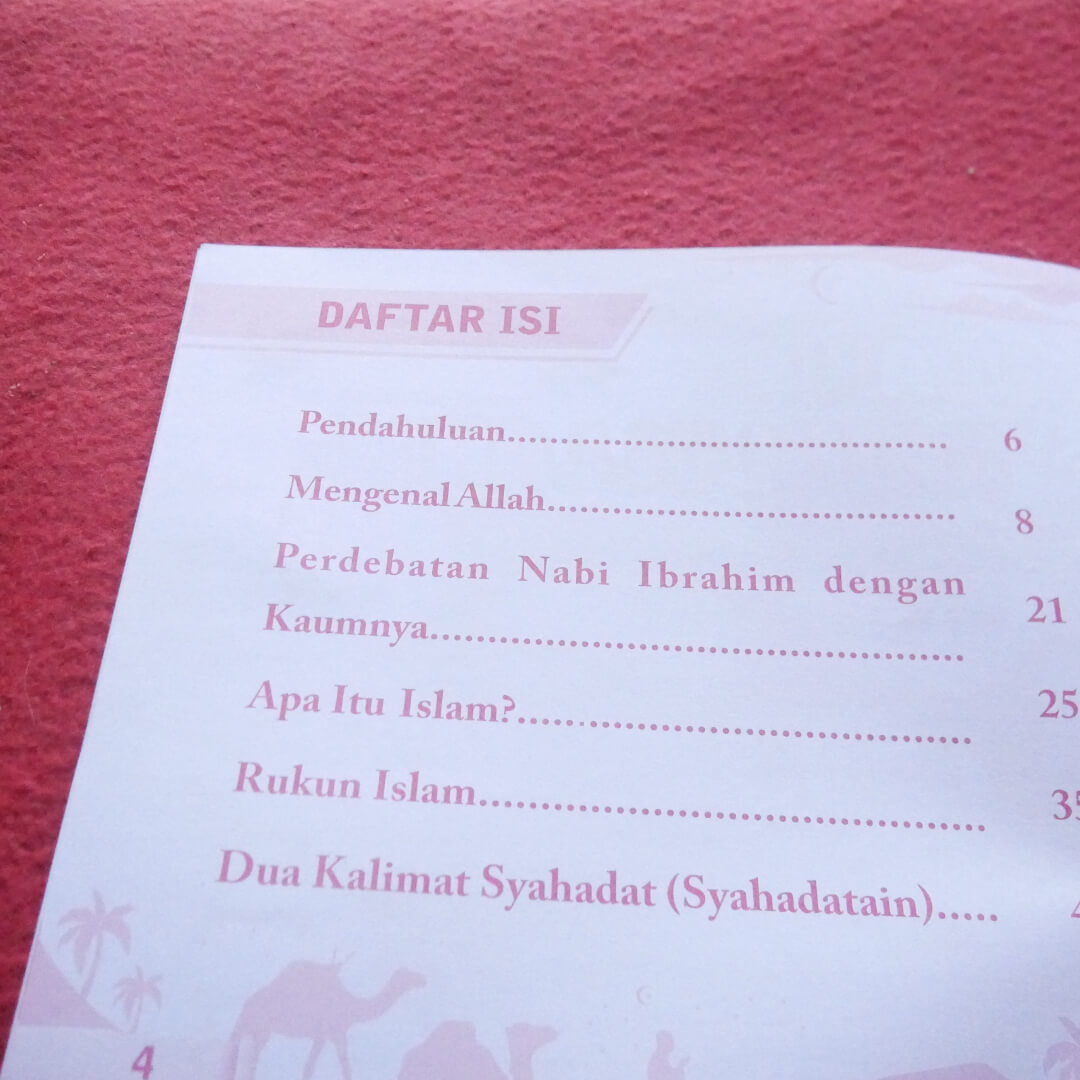 DAFTAR ISI
Pendahuluan........................................ 6
Mengenal Allah..................................... 8
Perdebatan Nabi Ibrahim dengan
Kaumnya.............................................. 21
Apa Itu Islam?....................................... 25
Rukun Islam.......................................... 35
Dua Kalimat Syahadat (Syahadatain).....
4